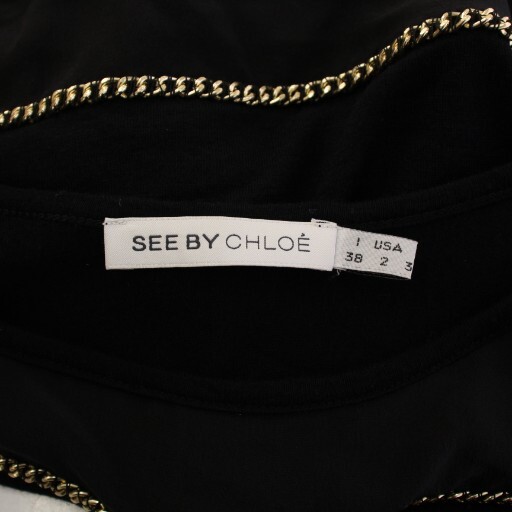 SEE BY CHLOÉ
I USA
38 2 3